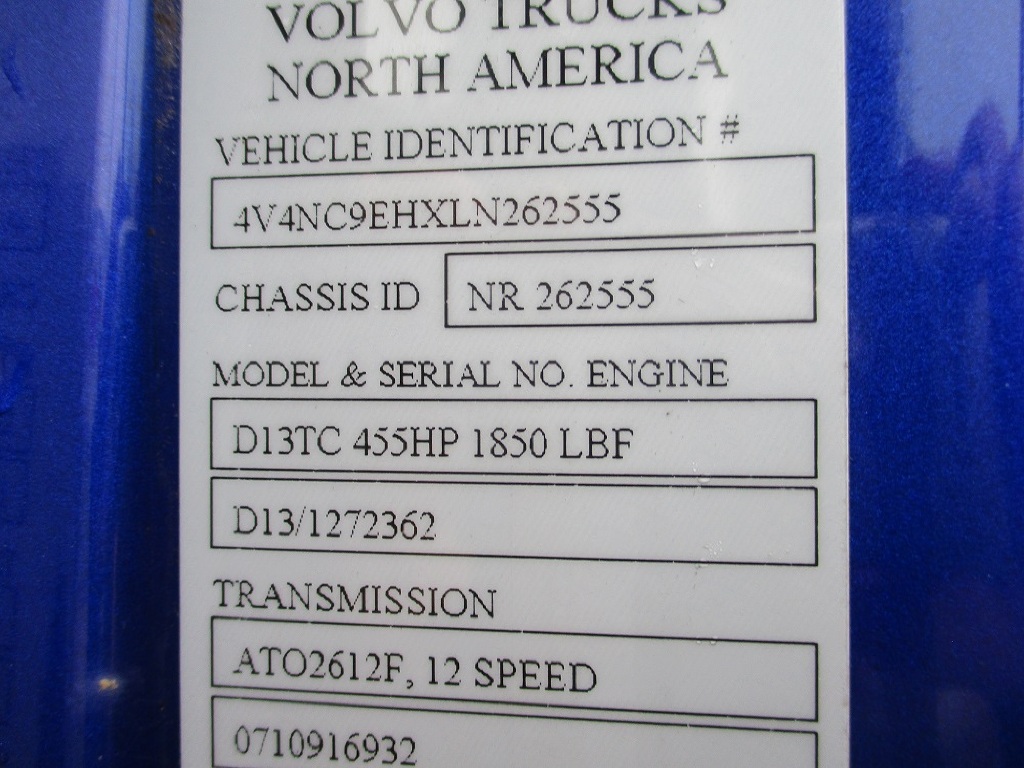 VOLVO TRUCKS
NORTH AMERICA
VEHICLE IDENTIFICATION #
4V4NC9EHXLN262555
CHASSIS ID NR 262555
MODEL & SERIAL NO. ENGINE
D13TC 455HP 1850 LBF
D13/1272362
TRANSMISSION
ATO2612F, 12 SPEED
0710916932